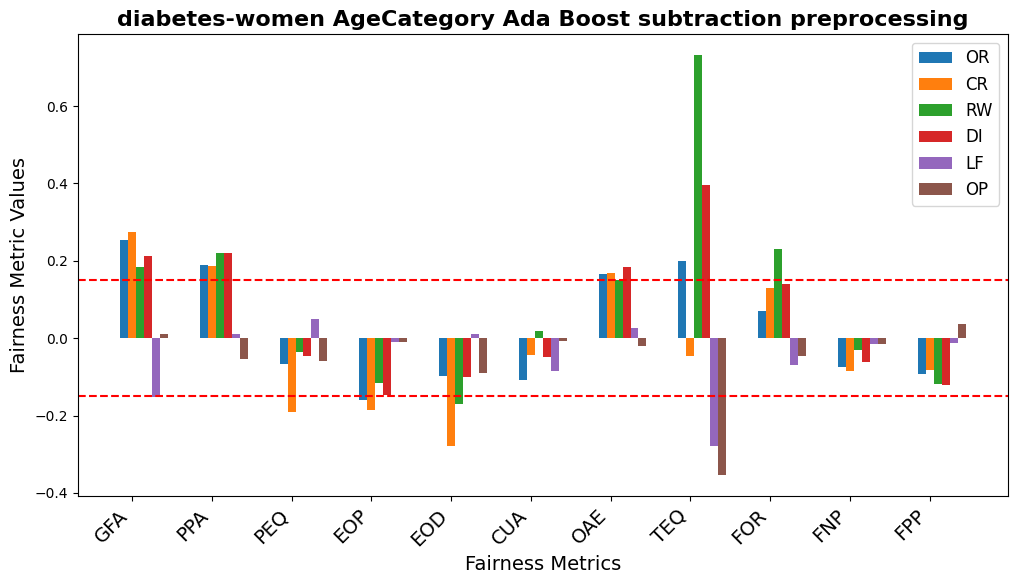 diabetes-women AgeCategory Ada Boost subtraction preprocessing
Fairness Metric Values
0.6
0.4
0.2
0.0
−0.2
−0.4
OR
CR
RW
DI
LF
OP
GFA
PPA
PEQ
EOP
EOD
CUA
OAE
TEQ
FOR
FNP
FPP
Fairness Metrics